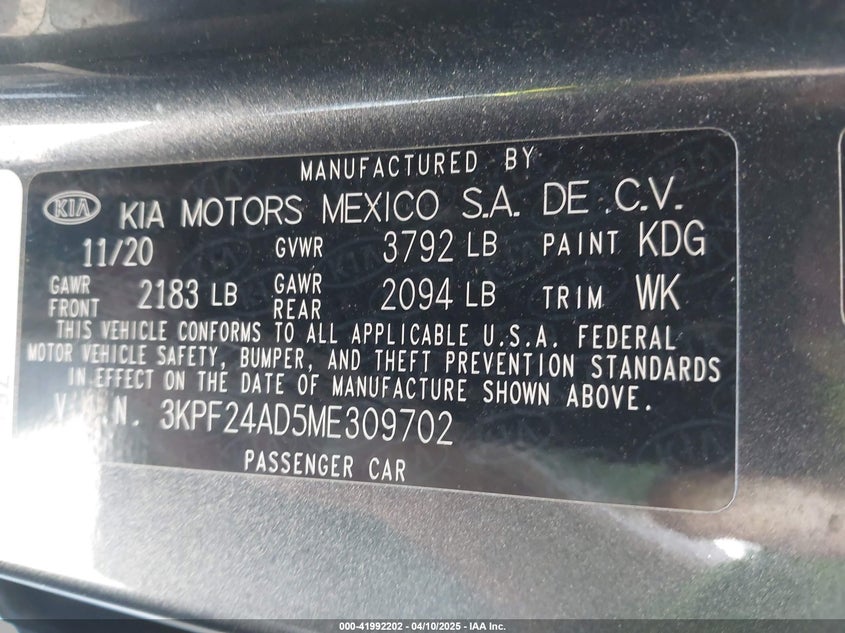 MANUFACTURED BY
KIA KIA MOTORS MEXICO S.A. DE .C.V.
11/20 GVWR 3792 LB PAINT KDG
GAWR FRONT 2183 LB GAWR REAR 2094 LB TRIM WK
THIS VEHICLE CONFORMS TO ALL APPLICABLE U.S.A. FEDERAL
MOTOR VEHICLE SAFETY, BUMPER, AND THEFT PREVENTION STANDARDS
IN EFFECT ON THE DATE OF MANUFACTURE SHOWN ABOVE.
V.I.N. 3KPF24AD5ME309702
PASSENGER CAR
000-41992202 - 04/10/2025 - IAA Inc.